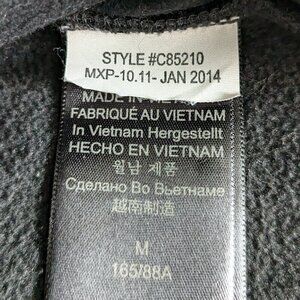 STYLE #C85210
MXP-10.11- JAN 2014
MADE IN VIETNAM
FABRIQUÉ AU VIETNAM
In Vietnam Hergestellt
HECHO EN VIETNAM
월남 제품
Сделано Во Вьетнаме
越南制造
M
165/88A